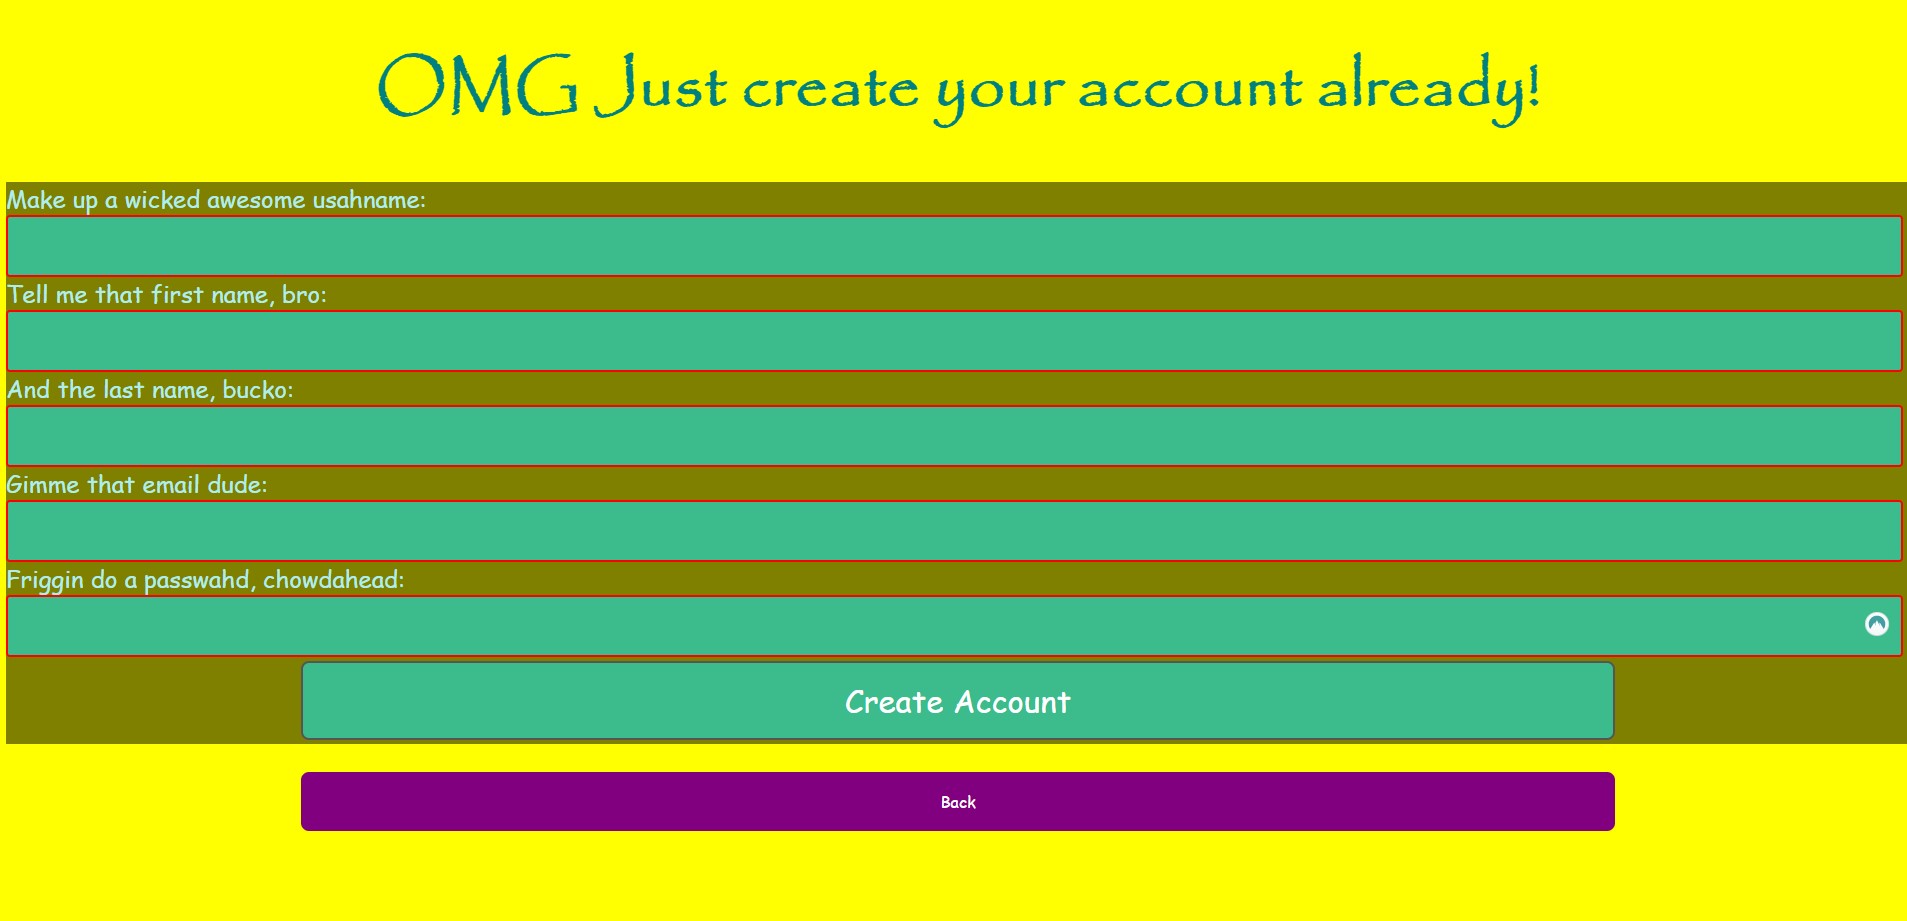 OMG Just create your account already!
Make up a wicked awesome usahname:
Tell me that first name, bro:
And the last name, bucko:
Gimme that email dude:
Friggin do a passwahd, chowdahead:
Create Account
Back